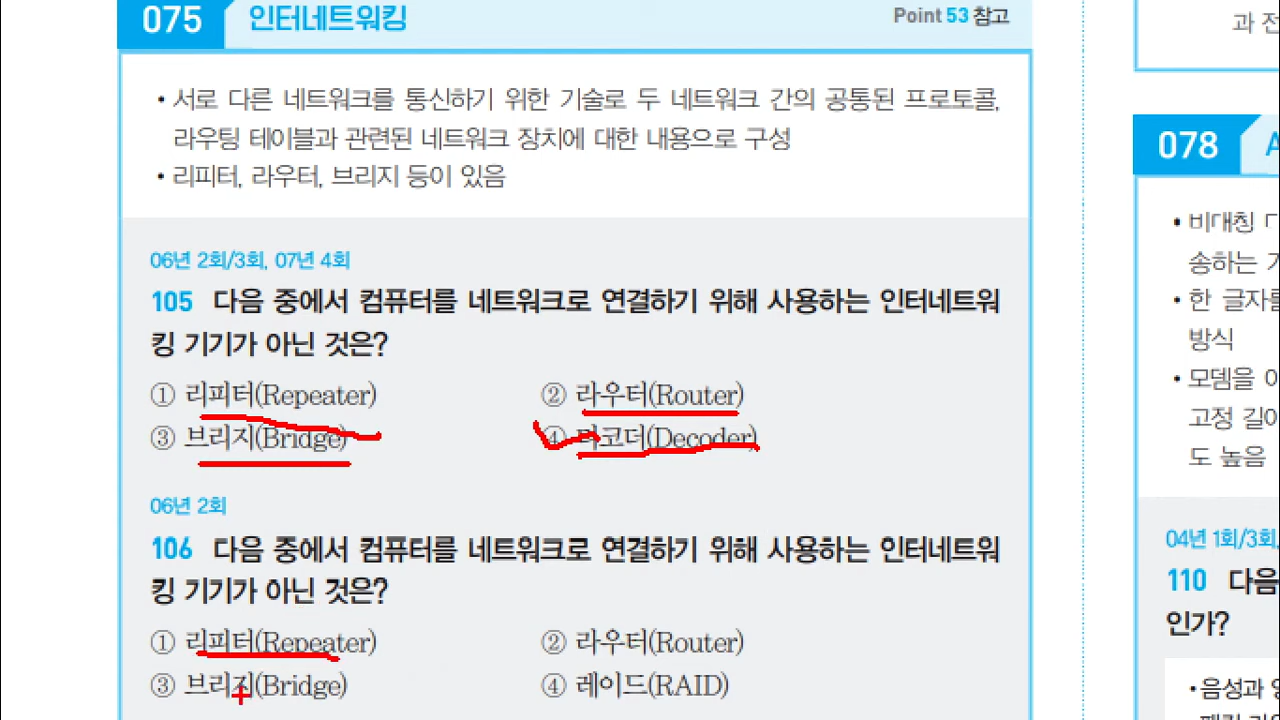 075 인터네트워킹 Point 53 참고
• 서로 다른 네트워크를 통신하기 위한 기술로 두 네트워크 간의 공통된 프로토콜,
라우팅 테이블과 관련된 네트워크 장치에 대한 내용으로 구성
• 리피터, 라우터, 브리지 등이 있음
06년 2회/3회, 07년 4회
105 다음 중에서 컴퓨터를 네트워크로 연결하기 위해 사용하는 인터네트워
킹 기기가 아닌 것은?
① 리피터(Repeater) ② 라우터(Router)
③ 브리지(Bridge) ④ 디코더(Decoder)
06년 2회
106 다음 중에서 컴퓨터를 네트워크로 연결하기 위해 사용하는 인터네트워
킹 기기가 아닌 것은?
① 리피터(Repeater) ② 라우터(Router)
③ 브리지(Bridge) ④ 레이드(RAID)
과 전
078
• 비대칭
송하는
• 한 글자를
방식
• 모뎀을
고정 길이
도 높음
04년 1회/3회,
110 다음
인가?
• 음성과